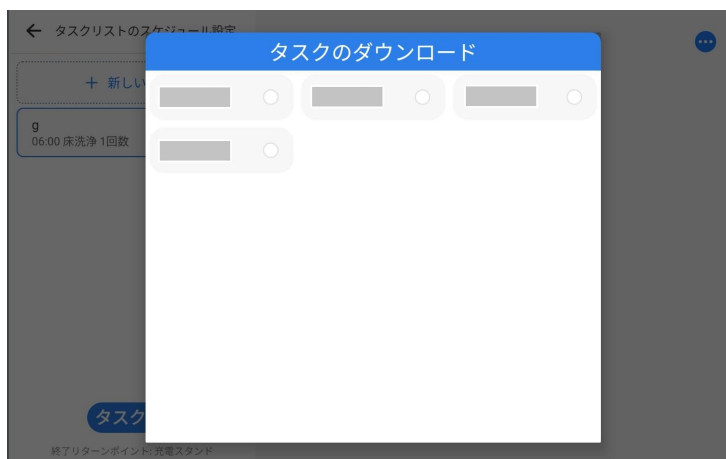 タスクリストのスケジュール設定
タスクのダウンロード
+ 新しい
g
06:00 床洗浄 1回数
タスク
終了リターンポイント: 充電スタンド